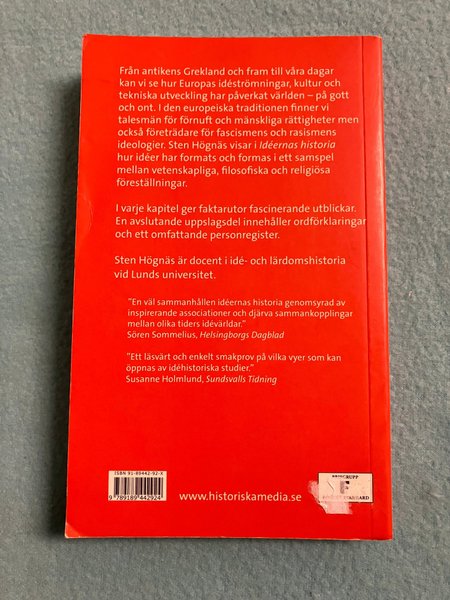 Från antikens Grekland och fram till våra dagar
kan vi se hur Europas idéströmningar, kultur och
tekniska utveckling har påverkat världen – på gott
och ont. I den europeiska traditionen finner vi
talesmän för förnuft och mänskliga rättigheter men
också företrädare för fascismens och rasismens
ideologier. Sten Högnäs visar i Idéernas historia
hur idéer har formats och formas i ett samspel
mellan vetenskapliga, filosofiska och religiösa
föreställningar.
I varje kapitel ger faktarutor fascinerande utblickar.
En avslutande uppslagsdel innehåller ordförklaringar
och ett omfattande personregister.
Sten Högnäs är docent i idé- och lärdomshistoria
vid Lunds universitet.
"En väl sammanhållen idéernas historia genomsyrad av
inspirerande associationer och djärva sammankopplingar
mellan olika tiders idévärldar."
Sören Sommelius, Helsingborgs Dagblad
"Ett läsvärt och enkelt smakprov på vilka vyer som kan
öppnas av idéhistoriska studier."
Susanne Holmlund, Sundsvalls Tidning
ISBN 91-89442-92-X
9 789189 442924
www.historiskamedia.se
F